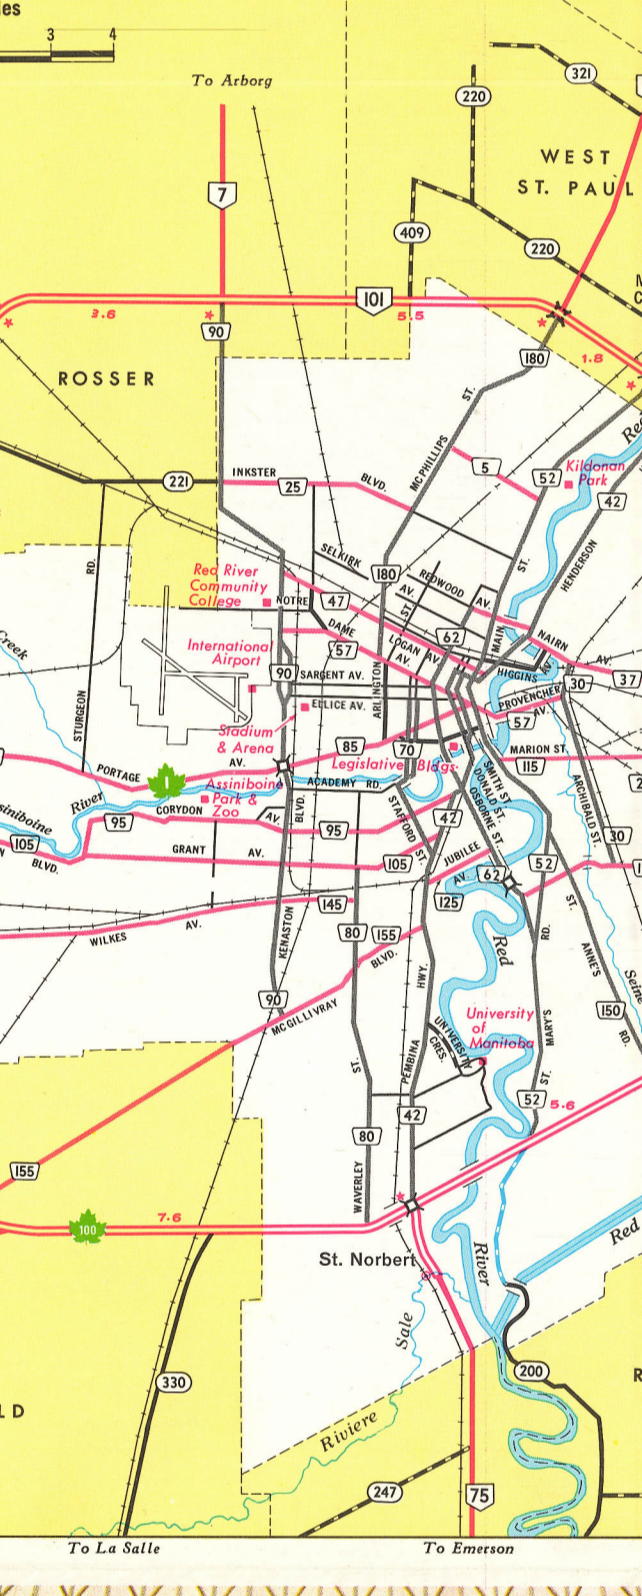 les
3 4
To Arborg
321
220
WEST
ST. PAUL
7
409
220
101
3.6
5.5
90
180
1.8
ROSSER
Red
MC PHILLIPS ST.
5
Kildonan
Park
52
221
INKSTER
25
BLVD.
42
RD.
SELKIRK
AV.
180
REDWOOD
AV.
ST.
HENDERSON
Red River
Community
College
NOTRE
47
DAME
57
ST.
62
MAIN
NAIRN
AV.
37
Creek
International
Airport
LOGAN AV.
AV.
HIGGINS
AV.
90
SARGENT AV.
30
PROVENCHER
AV.
57
STURGEON
ELLICE AV.
ARLINGTON
Stadium
& Arena
85
70
MARION ST.
115
Legislative Bldgs.
PORTAGE
1
AV.
ACADEMY RD.
SMITH ST.
DONALD ST.
OSBORNE ST.
ARCHIBALD ST.
Assiniboine
Park &
Zoo
River
siniboine
CORYDON
AV.
BLVD.
STAFFORD ST.
95
95
42
30
105
BLVD.
GRANT
AV.
105
JUBILEE
AV.
62
52
145
125
ST.
WILKES
AV.
KENASTON
80
155
BLVD.
Red
RD.
ANNE'S
HWY.
Seine
90
MC GILLIVRAY
University
of
Manitoba
UNIVERSITY
CRES.
MARY'S
150
RD.
ST.
PEMBINA
ST.
42
52
5.6
80
155
WAVERLEY
7.6
100
St. Norbert
River
Red
Sale
200
330
L D
R
Riviere
247
75
To La Salle
To Emerson